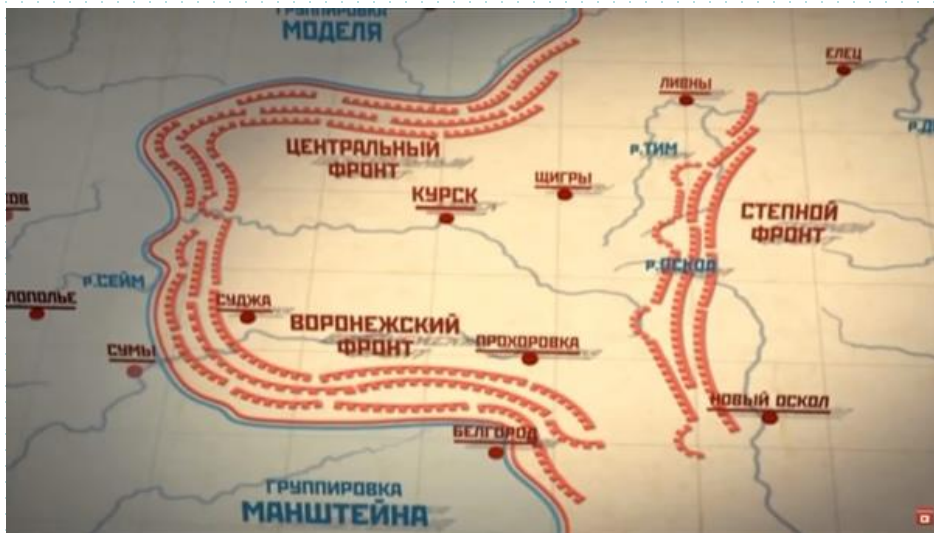 ГРУППИРОВКА
МОДЕЛЯ
ЕЛЕЦ
ЛИВНЫ
р.ТИМ
ЦЕНТРАЛЬНЫЙ
ФРОНТ
ЩИГРЫ
КУРСК
СТЕПНОЙ
ФРОНТ
р.ОСКОЛ
р.СЕЙМ
ЛОПОЛЬЕ
СУДЖА
ВОРОНЕЖСКИЙ
ФРОНТ
ПРОХОРОВКА
СУМЫ
НОВЫЙ ОСКОЛ
БЕЛГОРОД
ГРУППИРОВКА
МАНШТЕЙНА